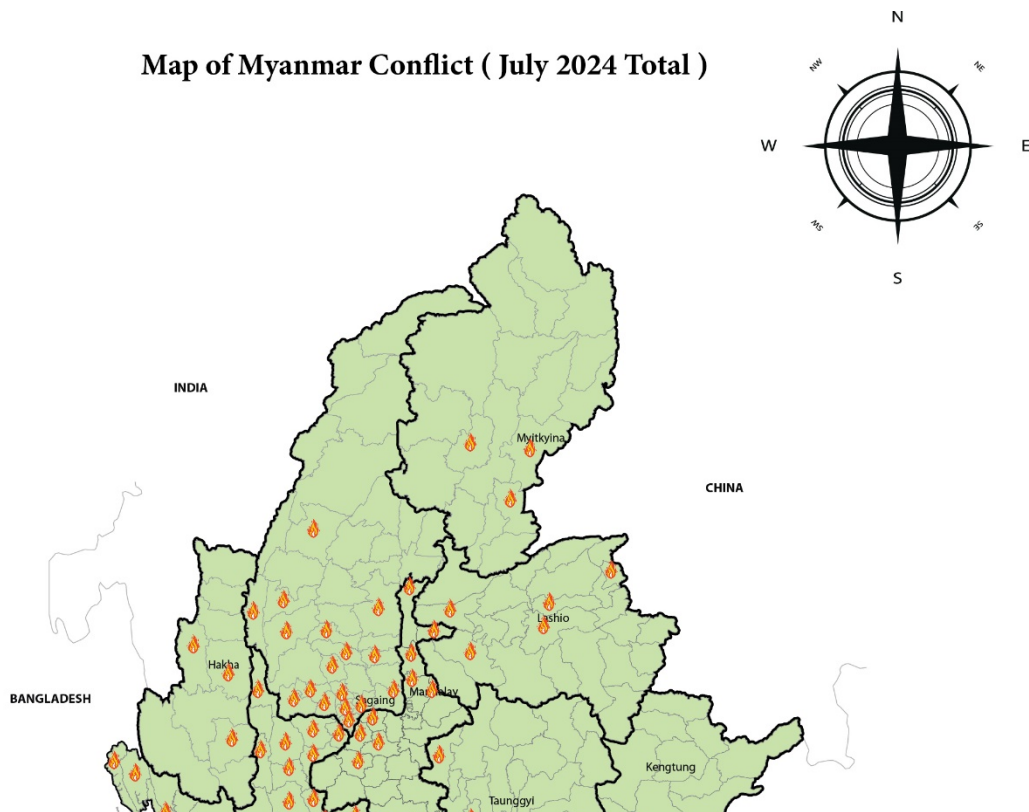 Map of Myanmar Conflict ( July 2024 Total )
N
NW
NE
W
E
SW
SE
S
INDIA
Myitkyina
CHINA
Lashio
Hakha
BANGLADESH
Sagaing
Mandalay
Kengtung
Taunggyi